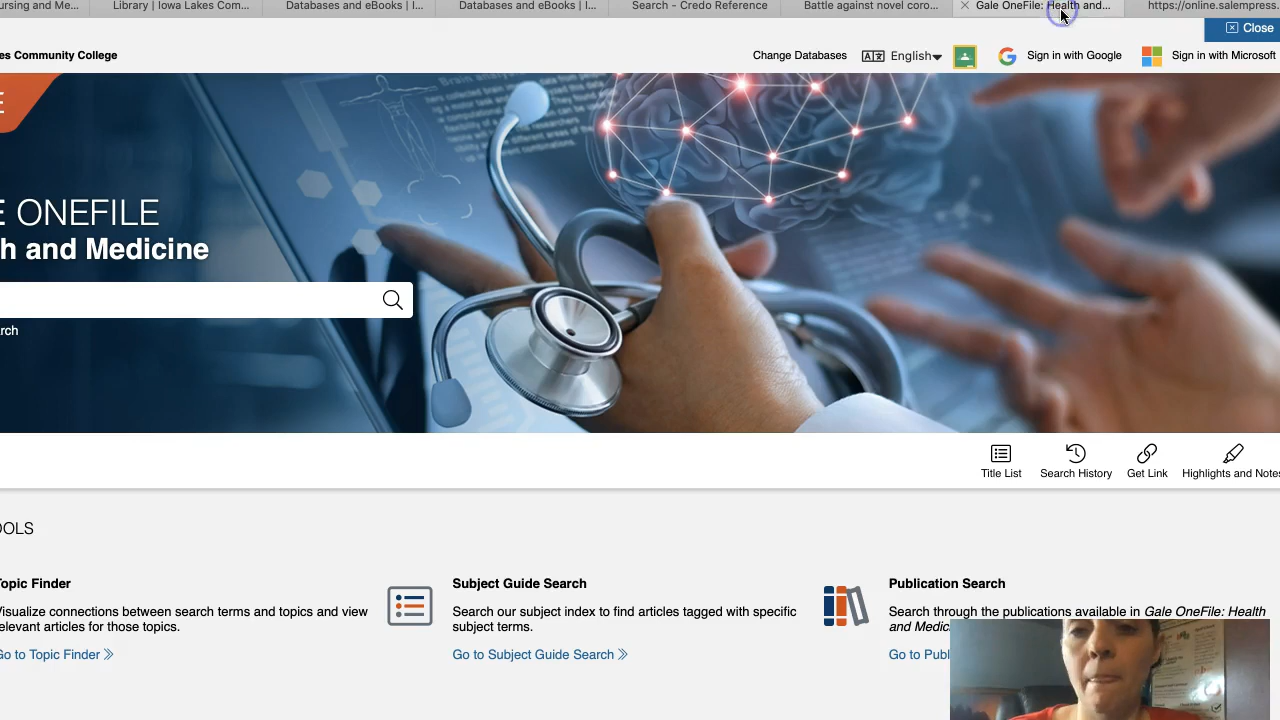 ursing and Me...
Library | Iowa Lakes Com...
Databases and eBooks | I...
Databases and eBooks | I...
Search - Credo Reference
Battle against novel coro...
Gale OneFile: Health and...
https://online.salempress.
Close
es Community College
Change Databases
English
Sign in with Google
Sign in with Microsoft
E
E ONEFILE
h and Medicine
rch
Title List
Search History
Get Link
Highlights and Notes
OOLS
Topic Finder
Visualize connections between search terms and topics and view
relevant articles for those topics.
Go to Topic Finder
Subject Guide Search
Search our subject index to find articles tagged with specific
subject terms.
Go to Subject Guide Search
Publication Search
Search through the publications available in Gale OneFile: Health
and Medic
Go to Publ